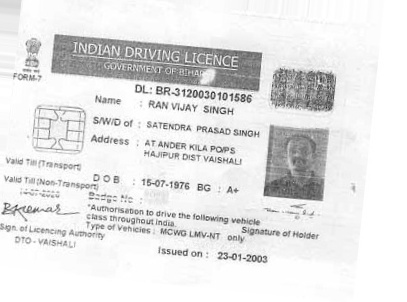 INDIAN DRIVING LICENCE
GOVERNMENT OF BIHAR
FORM-7
DL: BR-3120030101586
Name : RAN VIJAY SINGH
S/W/D of : SATENDRA PRASAD SINGH
Address : AT ANDER KILA PO/PS
HAJIPUR DIST VAISHALI
Valid Till (Transport)
Valid Till (Non-Transport)
D O B : 15-07-1976 BG : A+
Badge No :
"Authorisation to drive the following vehicle
class throughout India.
Signature of Holder
Type of Vehicles : MCWG LMV-NT only
Sign. of Licencing Authority
DTO - VAISHALI
Issued on : 23-01-2003